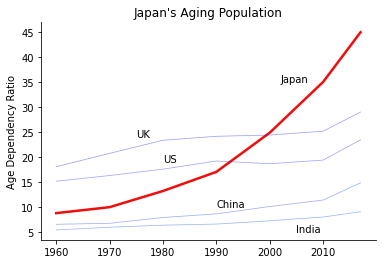 Japan's Aging Population
Age Dependency Ratio
45
40
35
30
25
20
15
10
5
Japan
UK
US
China
India
1960
1970
1980
1990
2000
2010